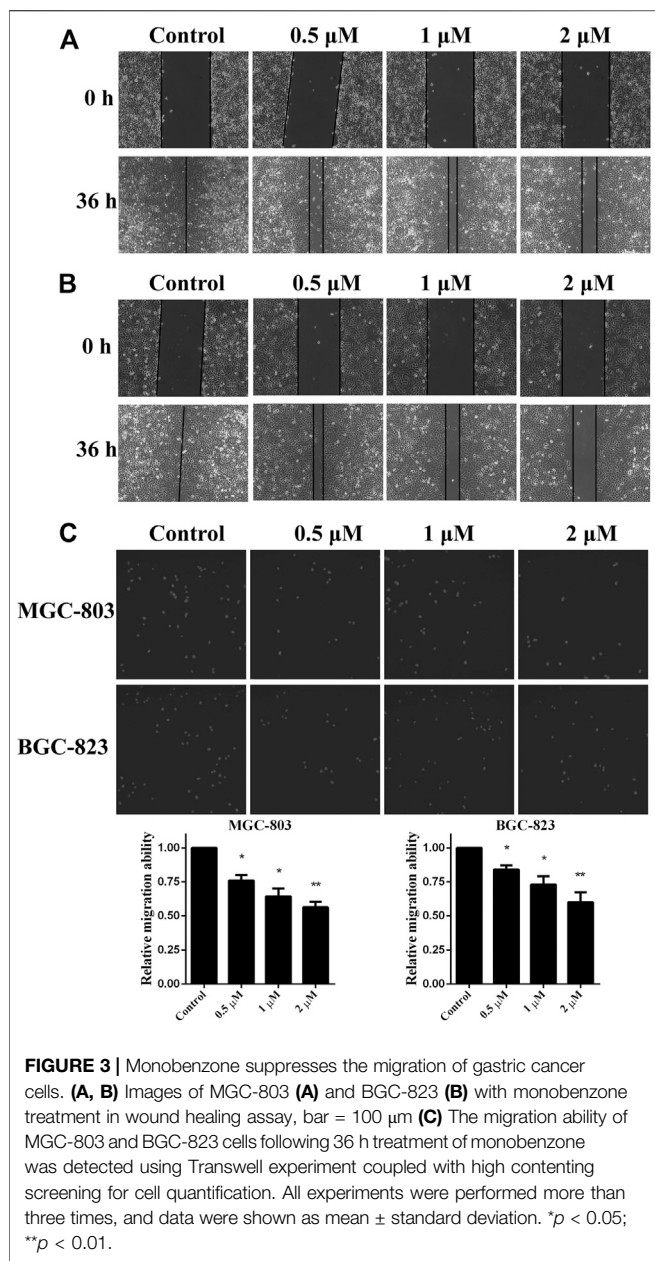 A
Control 0.5 μM 1 μM 2 μM
0 h
36 h
B
Control 0.5 μM 1 μM 2 μM
0 h
36 h
C
Control 0.5 μM 1 μM 2 μM
MGC-803
BGC-823
MGC-803
Relative migration ability
1.00
0.75
0.50
0.25
0.00
* * **
Control 0.5 μM 1 μM 2 μM
BGC-823
Relative migration ability
1.00
0.75
0.50
0.25
0.00
* * **
Control 0.5 μM 1 μM 2 μM
FIGURE 3 | Monobenzone suppresses the migration of gastric cancer
cells. (A, B) Images of MGC-803 (A) and BGC-823 (B) with monobenzone
treatment in wound healing assay, bar = 100 μm (C) The migration ability of
MGC-803 and BGC-823 cells following 36 h treatment of monobenzone
was detected using Transwell experiment coupled with high contenting
screening for cell quantification. All experiments were performed more than
three times, and data were shown as mean ± standard deviation. *p < 0.05;
**p < 0.01.